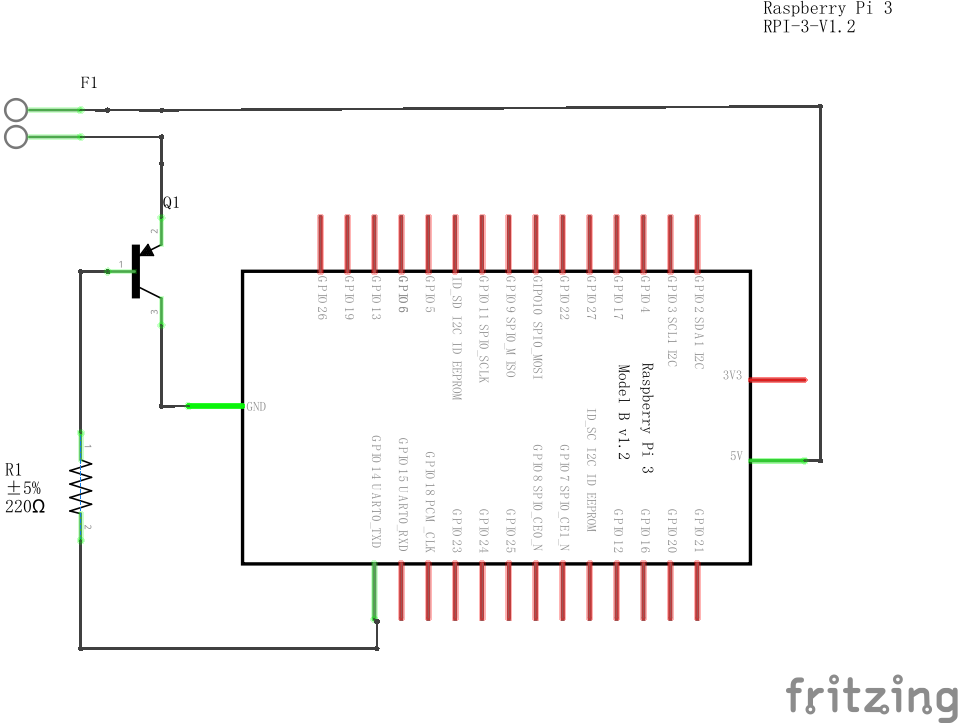 Raspberry Pi 3
RPI-3-V1.2
F1
Q1
2
1
3
GPIO26
GPIO19
GPIO13
GPIO6
GPIO5
ID_SD I2C ID EEPROM
GPIO11 SPI0_SCLK
GPIO9 SPI0_MISO
GIPO10 SPI0_MOSI
GPIO22
GPIO27
GPIO17
GPIO4
GPIO3 SCL1 I2C
GPIO2 SDA1 I2C
Raspberry Pi 3
Model B v1.2
3V3
GND
5V
R1
±5%
220Ω
1
2
GPIO14 UART0_TXD
GPIO15 UART0_RXD
GPIO18 PCM_CLK
GPIO23
GPIO24
GPIO25
GPIO8 SPI0_CE0_N
GPIO7 SPI0_CE1_N
ID_SC I2C ID EEPROM
GPIO12
GPIO16
GPIO20
GPIO21
fritzing